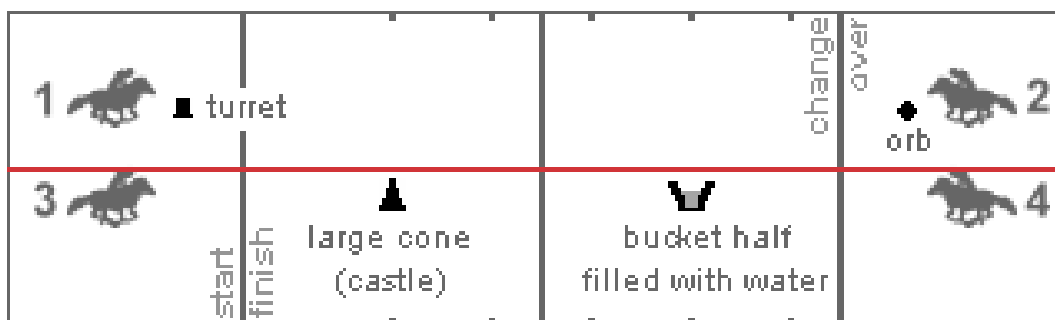 1
turret
change
over
2
orb
3
4
start
finish
large cone
(castle)
bucket half
filled with water